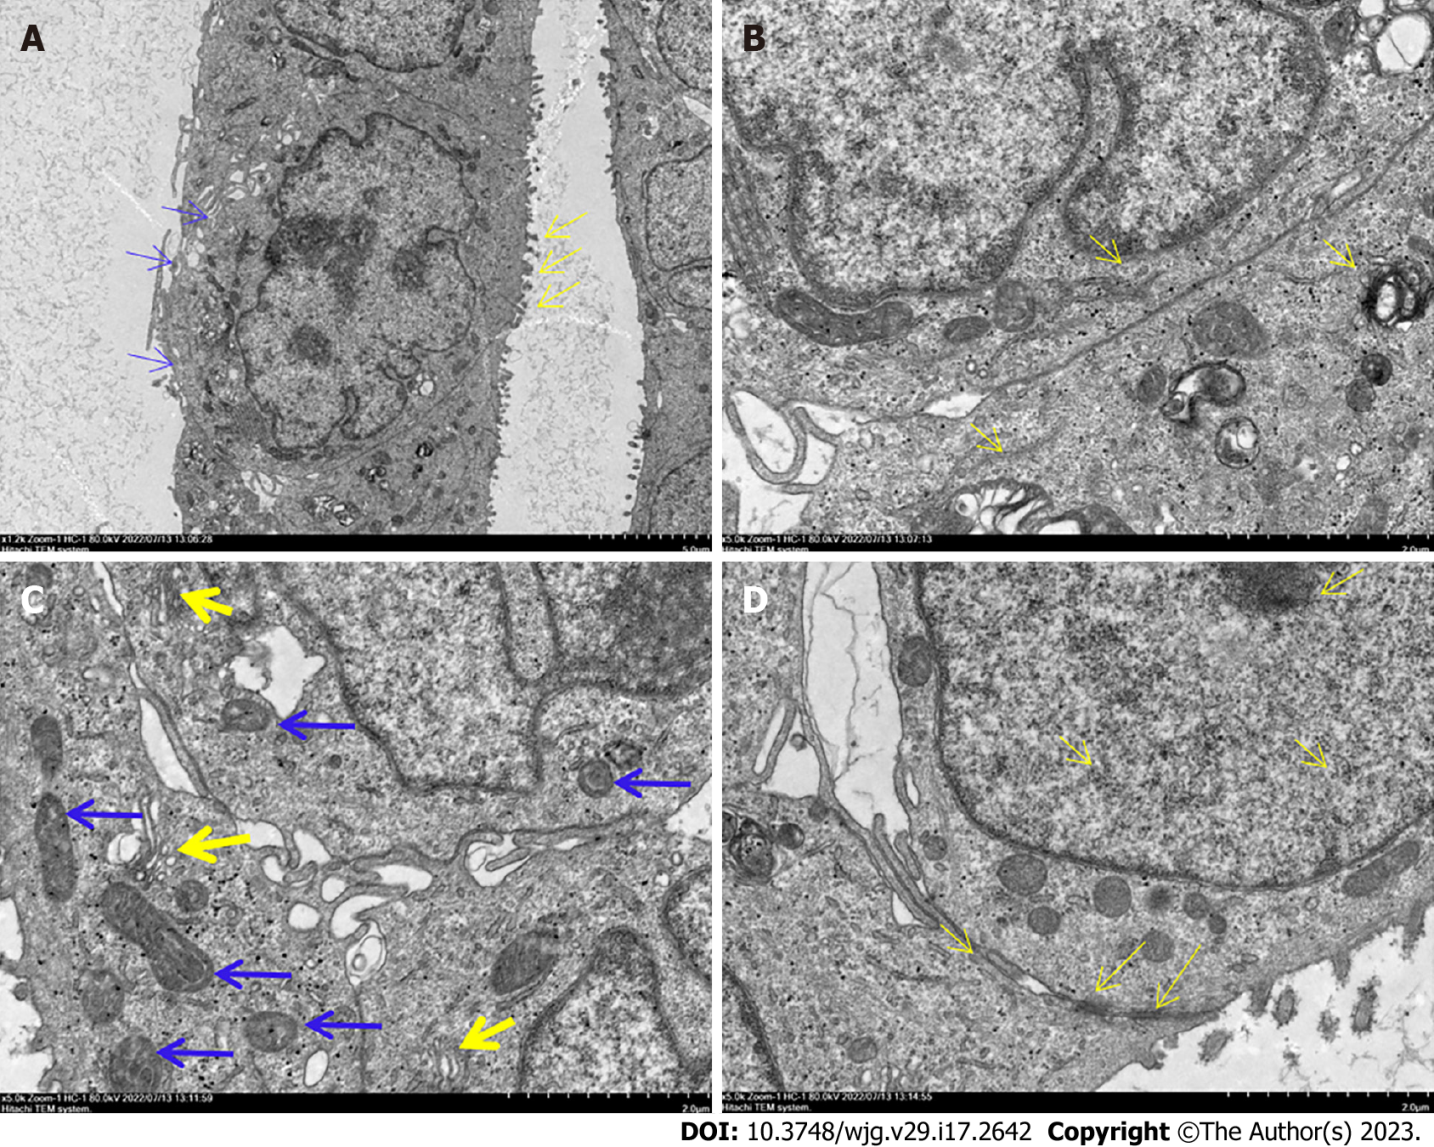 A
B
x1.2k Zoom-1 HC-1 80.0kV 2022/07/13 13:06:28
5.0μm
Hitachi TEM system.
x5.0k Zoom-1 HC-1 80.0kV 2022/07/13 13:07:13
2.0μm
Hitachi TEM system.
C
D
x5.0k Zoom-1 HC-1 80.0kV 2022/07/13 13:11:59
2.0μm
Hitachi TEM system.
x5.0k Zoom-1 HC-1 80.0kV 2022/07/13 13:14:55
2.0μm
Hitachi TEM system.
DOI: 10.3748/wjg.v29.i17.2642 Copyright ©The Author(s) 2023.